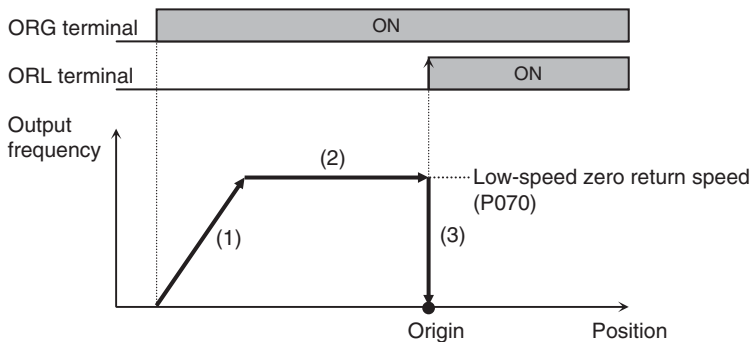 ORG terminal
ON
ORL terminal
ON
Output
frequency
(2)
Low-speed zero return speed
(P070)
(1)
(3)
Origin
Position